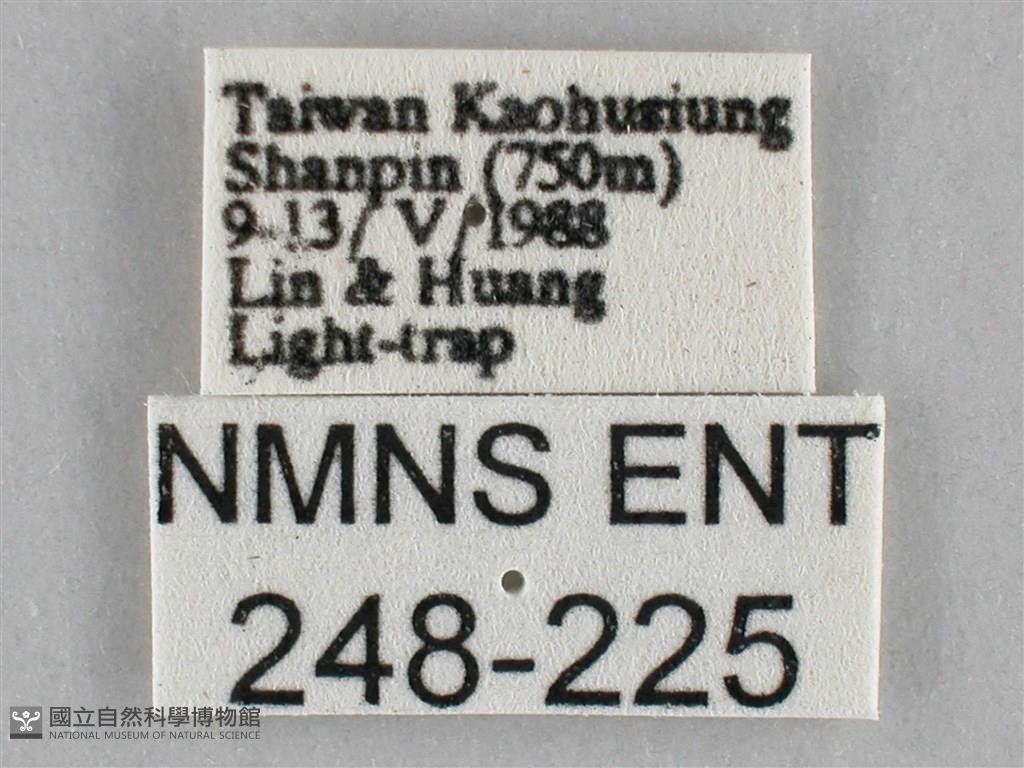 Taiwan Kaohusiung
Shanpin (750m)
9-13/V/1988
Lin & Huang
Light-trap
NMNS ENT
248-225
國立自然科學博物館
NATIONAL MUSEUM OF NATURAL SCIENCE